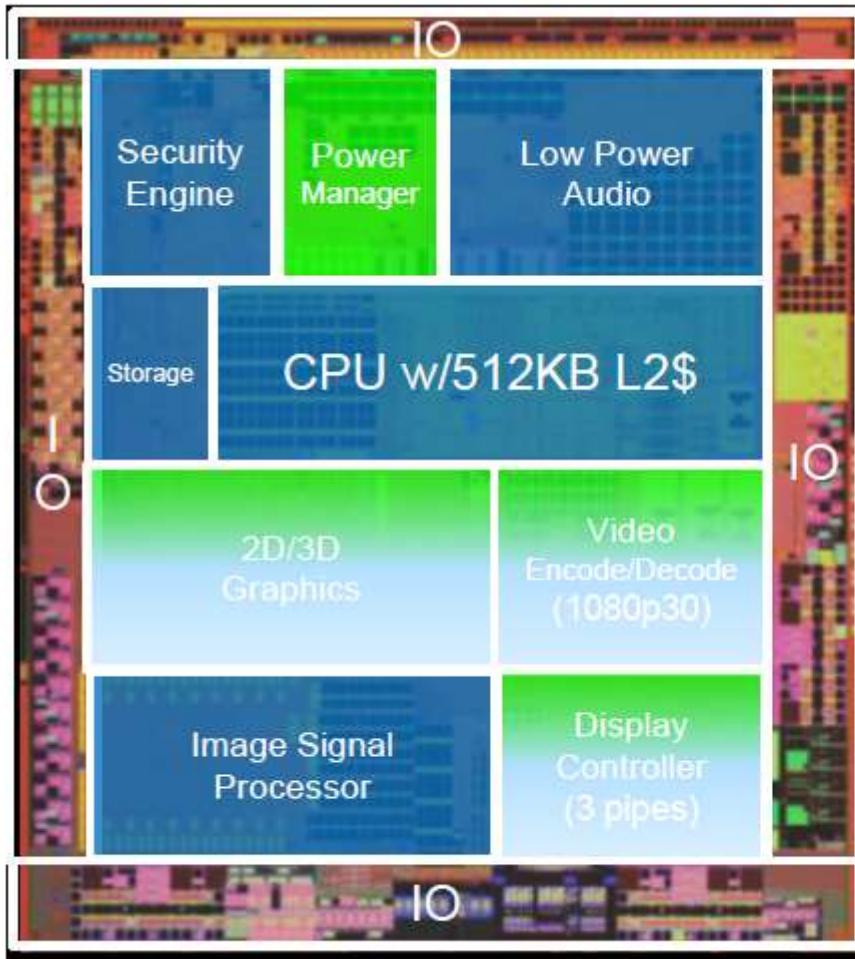 IO
Security
Engine
Power
Manager
Low Power
Audio
Storage
CPU w/512KB L2$
I
O
IO
2D/3D
Graphics
Video
Encode/Decode
(1080p30)
Image Signal
Processor
Display
Controller
(3 pipes)
IO